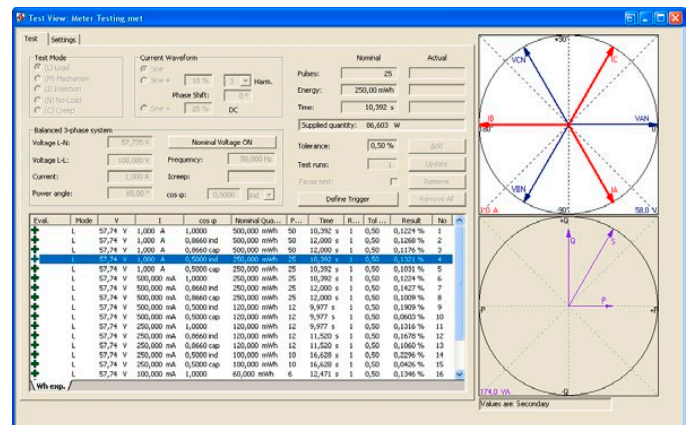 Test View: Meter Testing.met
Test Settings
Test Mode
(L) Load
(M) Mechanism
(I) Injection
(N) No-Load
(C) Creep
Current Waveform
Sine
Sine + 10 % 3 Harm.
Phase Shift: 0 °
Sine + 25 % DC
Nominal Actual
Pulses: 25
Energy: 250,00 mWh
Time: 10,392 s
Supplied quantity: 86,603 W
Balanced 3-phase system
Voltage L-N: 57,735 V Nominal Voltage ON
Voltage L-L: 100,000 V Frequency: 50,000 Hz
Current: 1,000 A Icreep:
Power angle: 60,00 ° cos φ: 0,5000 ind
Tolerance: 0,50 % Add
Test runs: 1 Update
Pause test: Remove
Define Trigger Remove All
Eval. Mode V I cos φ Nominal Qua... P... Time R... Tol ... Result No
L 57,74 V 1,000 A 1,0000 500,000 mWh 50 10,392 s 1 0,50 0,1224 % 1
L 57,74 V 1,000 A 0,8660 ind 500,000 mWh 50 12,000 s 1 0,50 0,1268 % 2
L 57,74 V 1,000 A 0,8660 cap 500,000 mWh 50 12,000 s 1 0,50 0,1176 % 3
L 57,74 V 1,000 A 0,5000 ind 250,000 mWh 25 10,392 s 1 0,50 0,1321 % 4
L 57,74 V 1,000 A 0,5000 cap 250,000 mWh 25 10,392 s 1 0,50 0,1031 % 5
L 57,74 V 500,000 mA 1,0000 250,000 mWh 25 10,392 s 1 0,50 0,1224 % 6
L 57,74 V 500,000 mA 0,8660 ind 250,000 mWh 25 12,000 s 1 0,50 0,1427 % 7
L 57,74 V 500,000 mA 0,8660 cap 250,000 mWh 25 12,000 s 1 0,50 0,1009 % 8
L 57,74 V 500,000 mA 0,5000 ind 120,000 mWh 12 9,977 s 1 0,50 0,1909 % 9
L 57,74 V 500,000 mA 0,5000 cap 120,000 mWh 12 9,977 s 1 0,50 0,0603 % 10
L 57,74 V 250,000 mA 1,0000 120,000 mWh 12 9,977 s 1 0,50 0,1316 % 11
L 57,74 V 250,000 mA 0,8660 ind 120,000 mWh 12 11,520 s 1 0,50 0,1678 % 12
L 57,74 V 250,000 mA 0,8660 cap 120,000 mWh 12 11,520 s 1 0,50 0,1060 % 13
L 57,74 V 250,000 mA 0,5000 ind 100,000 mWh 10 16,628 s 1 0,50 0,2296 % 14
L 57,74 V 250,000 mA 0,5000 cap 100,000 mWh 10 16,628 s 1 0,50 0,0426 % 15
L 57,74 V 100,000 mA 1,0000 60,000 mWh 6 12,471 s 1 0,50 0,1346 % 16
Wh exp.
+90°
VCN IC
IB VAN
180° 0°
VBN IA
1,0 A -90° 58,0 V
+Q
Q S
P
-P +P
-Q
174,0 VA
Values are: Secondary